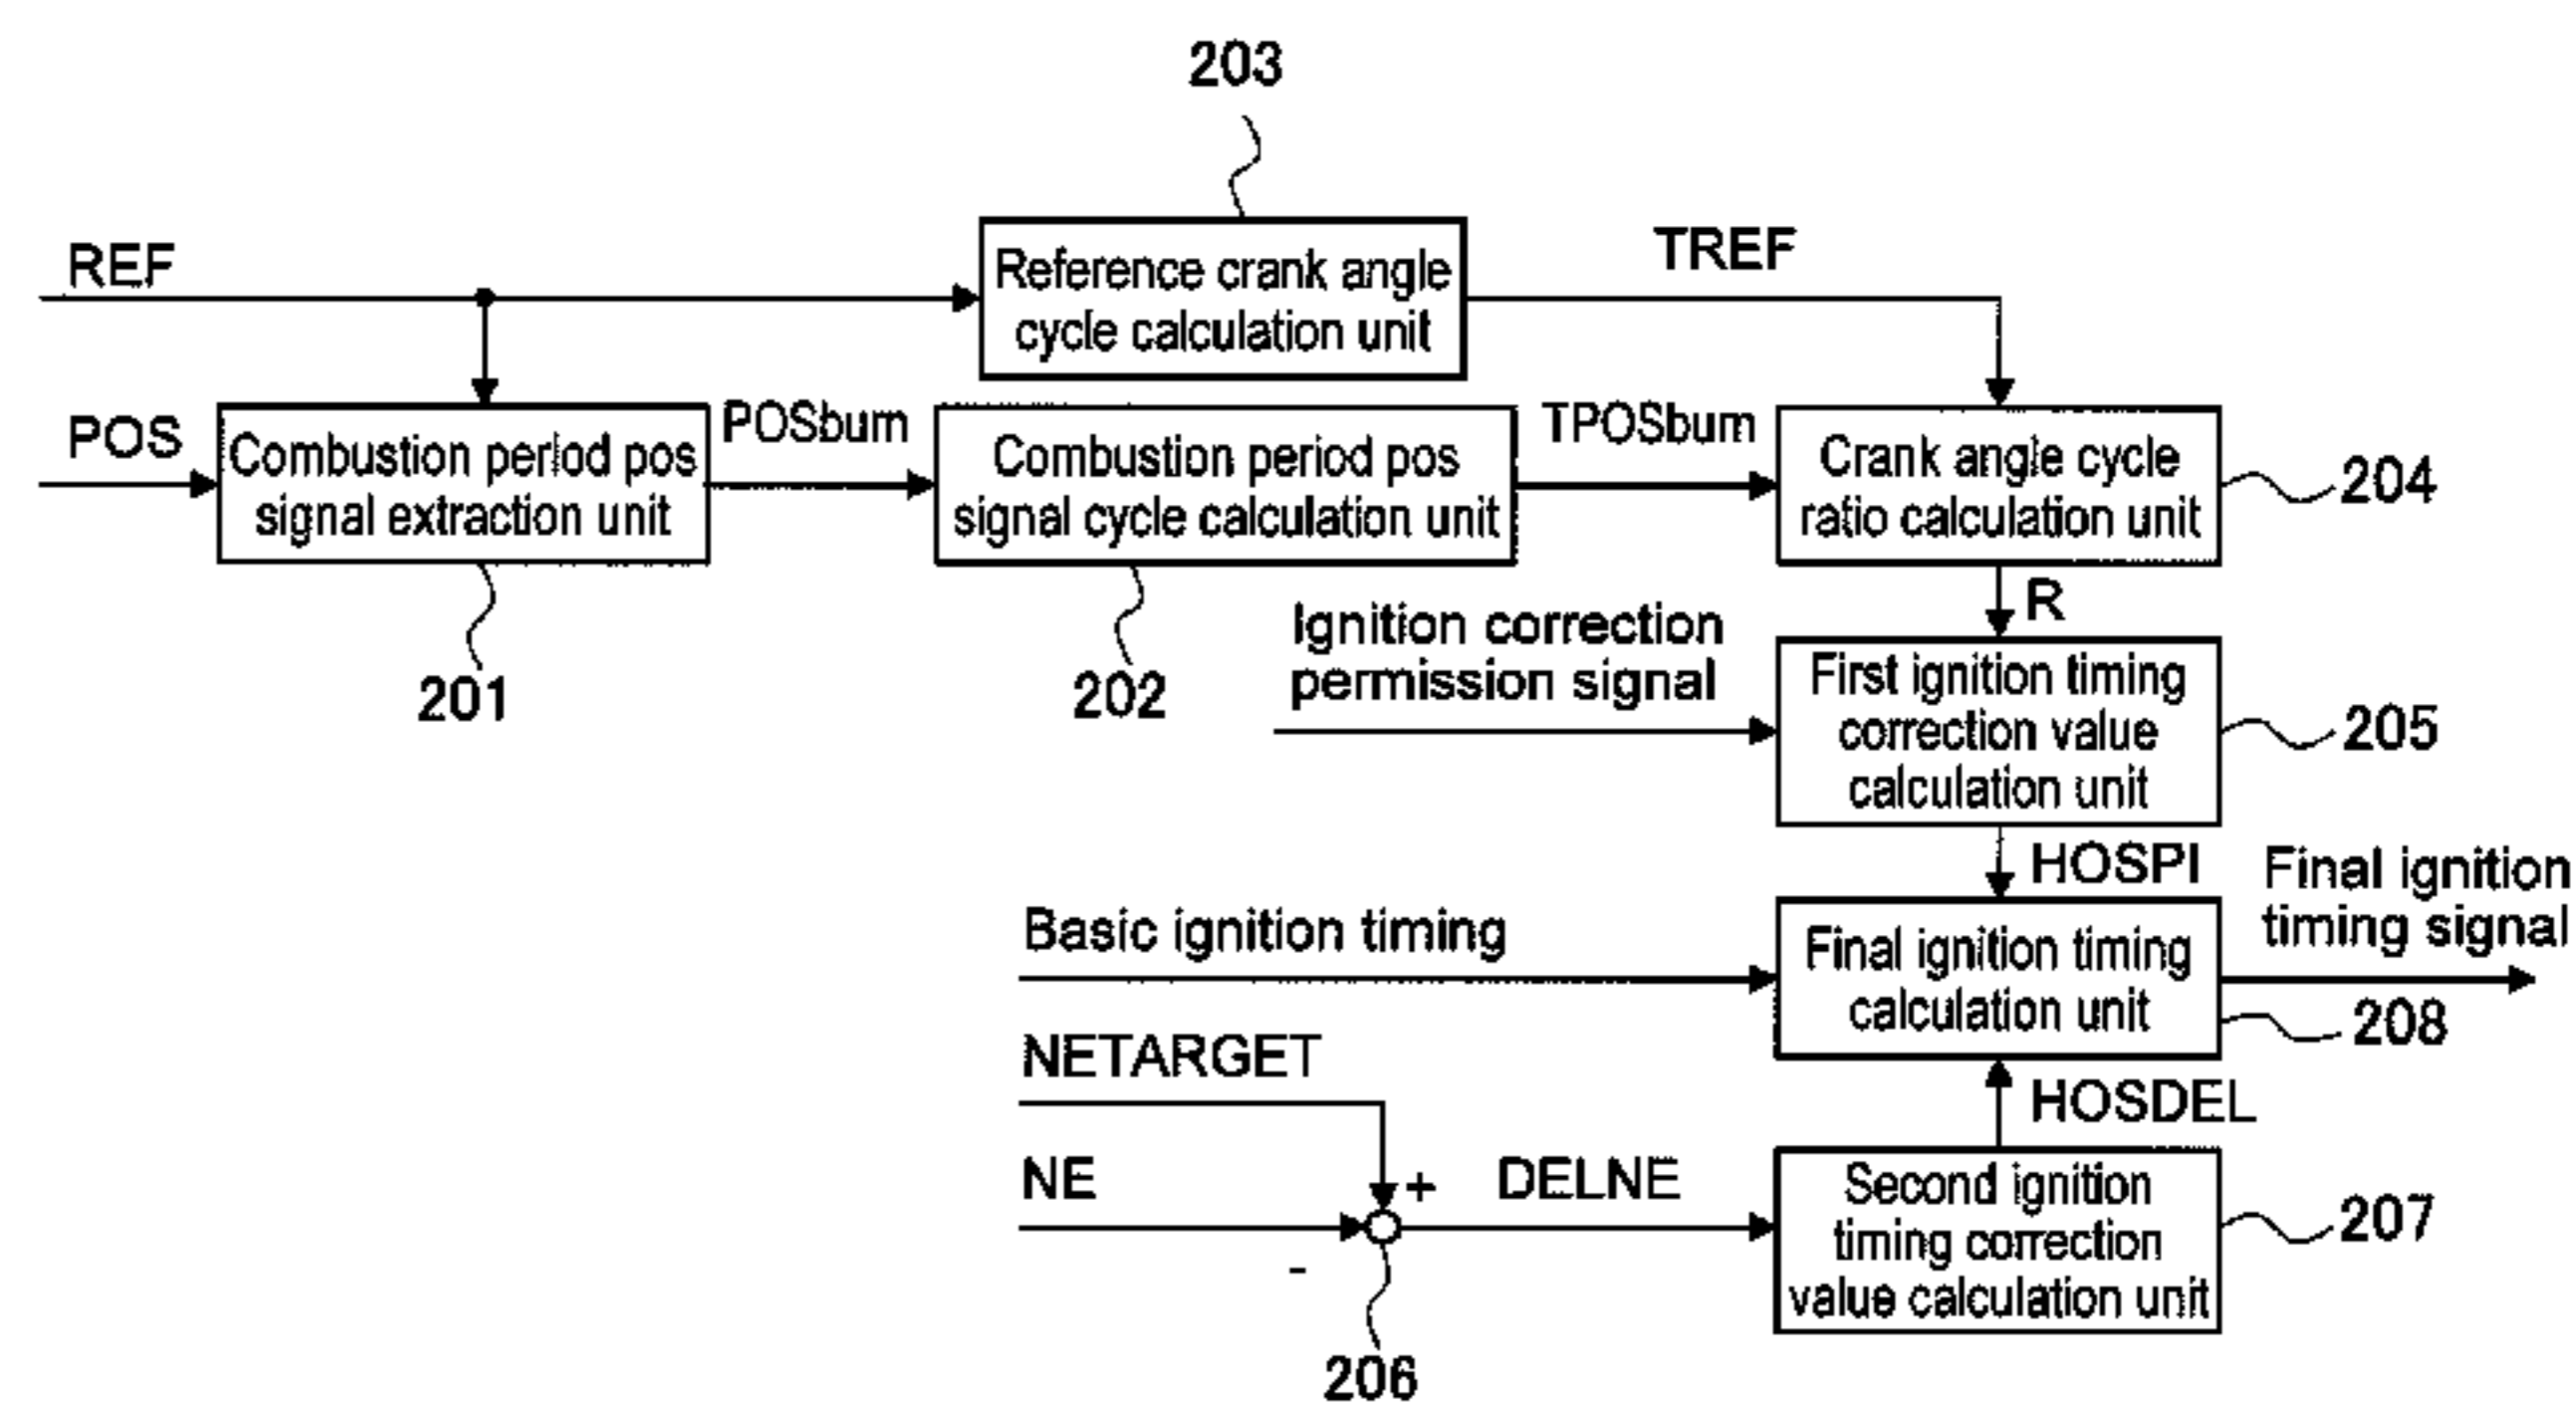 203
REF
Reference crank angle
cycle calculation unit
TREF
POS
Combustion period pos
signal extraction unit
POSbum
Combustion period pos
signal cycle calculation unit
TPOSbum
Crank angle cycle
ratio calculation unit
204
201
202
R
Ignition correction
permission signal
First ignition timing
correction value
calculation unit
205
HOSPI
Basic ignition timing
Final ignition timing
calculation unit
Final ignition
timing signal
208
NETARGET
HOSDEL
NE
+
-
DELNE
Second ignition
timing correction
value calculation unit
207
206